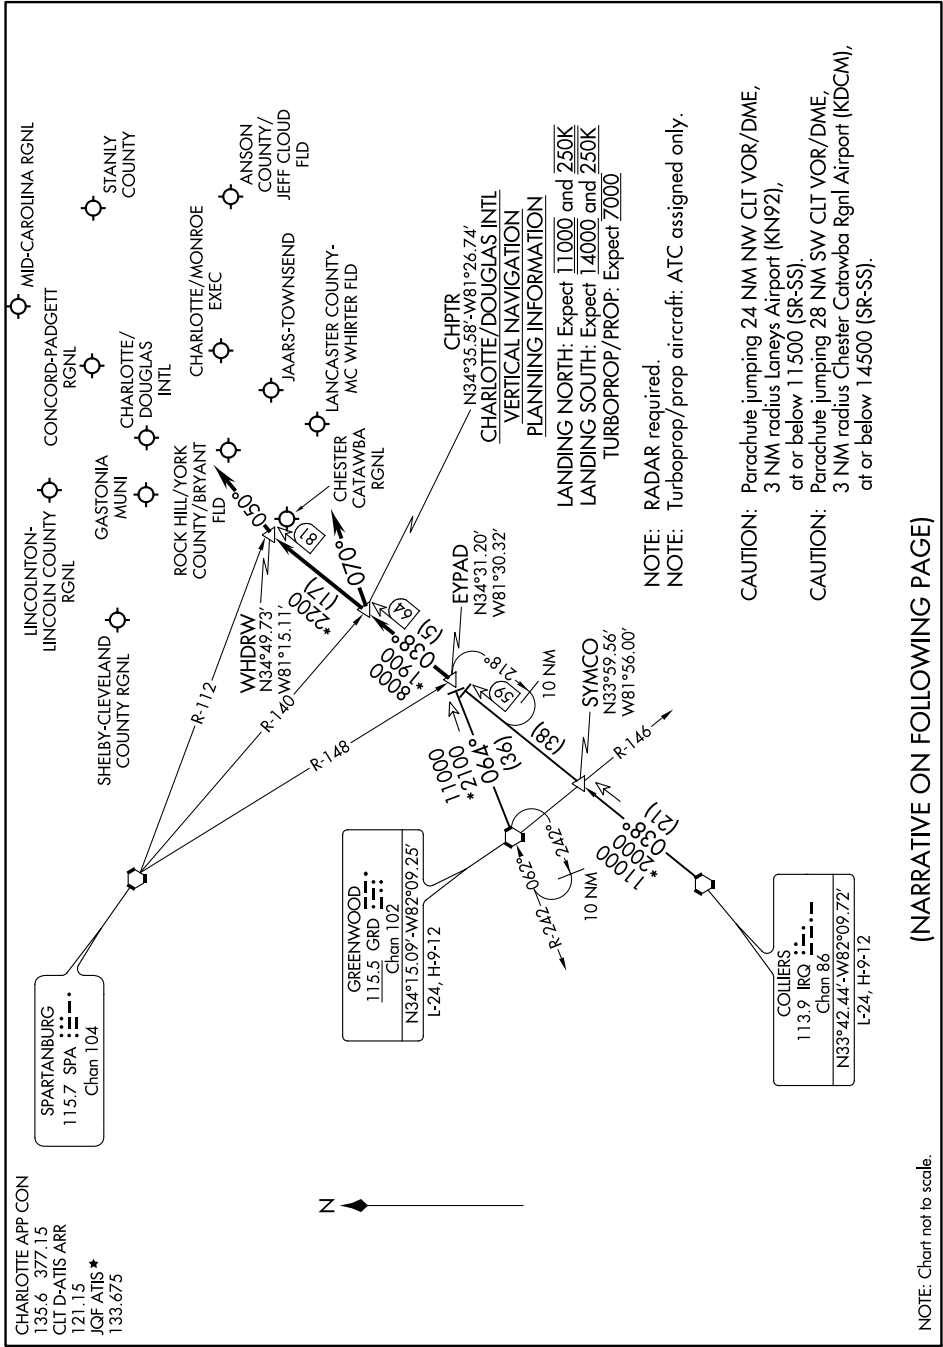 CHARLOTTE APP CON
135.6 377.15
CLT D-ATIS ARR
121.15
JQF ATIS★
133.675
SPARTANBURG
115.7 SPA
Chan 104
N
GREENWOOD
115.5 GRD
Chan 102
N34°15.09'-W82°09.25'
L-24, H-9-12
COLLIERS
113.9 IRQ
Chan 86
N33°42.44'-W82°09.72'
L-24, H-9-12
SHELBY-CLEVELAND
COUNTY RGNL
LINCOLNTON-
LINCOLN COUNTY
RGNL
GASTONIA
MUNI
CONCORD-PADGETT
RGNL
MID-CAROLINA RGNL
CHARLOTTE/
DOUGLAS
INTL
STANLY
COUNTY
ROCK HILL/YORK
COUNTY/BRYANT
FLD
CHARLOTTE/MONROE
EXEC
ANSON
COUNTY/
JEFF CLOUD
FLD
JAARS-TOWNSEND
LANCASTER COUNTY-
MC WHIRTER FLD
CHESTER
CATAWBA
RGNL
R-112
R-140
R-148
WHDRW
N34°49.73'
W81°15.11'
050°
81
*2200
(17)
070°
64
CHPTR
N34°35.58'-W81°26.74'
8000
*1900
038°
(5)
EYPAD
N34°31.20'
W81°30.32'
59
218°
10 NM
11000
*2100
064°
(36)
(38)
SYMCO
N33°59.56'
W81°56.00'
R-146
R-242
062°
242°
10 NM
11000
*2000
038°
(21)
CHARLOTTE/DOUGLAS INTL
VERTICAL NAVIGATION
PLANNING INFORMATION
LANDING NORTH: Expect 11000 and 250K
LANDING SOUTH: Expect 14000 and 250K
TURBOPROP/PROP: Expect 7000
NOTE: RADAR required.
NOTE: Turboprop/prop aircraft: ATC assigned only.
CAUTION: Parachute jumping 24 NM NW CLT VOR/DME,
3 NM radius Laneys Airport (KN92),
at or below 11500 (SR-SS).
CAUTION: Parachute jumping 28 NM SW CLT VOR/DME,
3 NM radius Chester Catawba Rgnl Airport (KDCM),
at or below 14500 (SR-SS).
(NARRATIVE ON FOLLOWING PAGE)
NOTE: Chart not to scale.